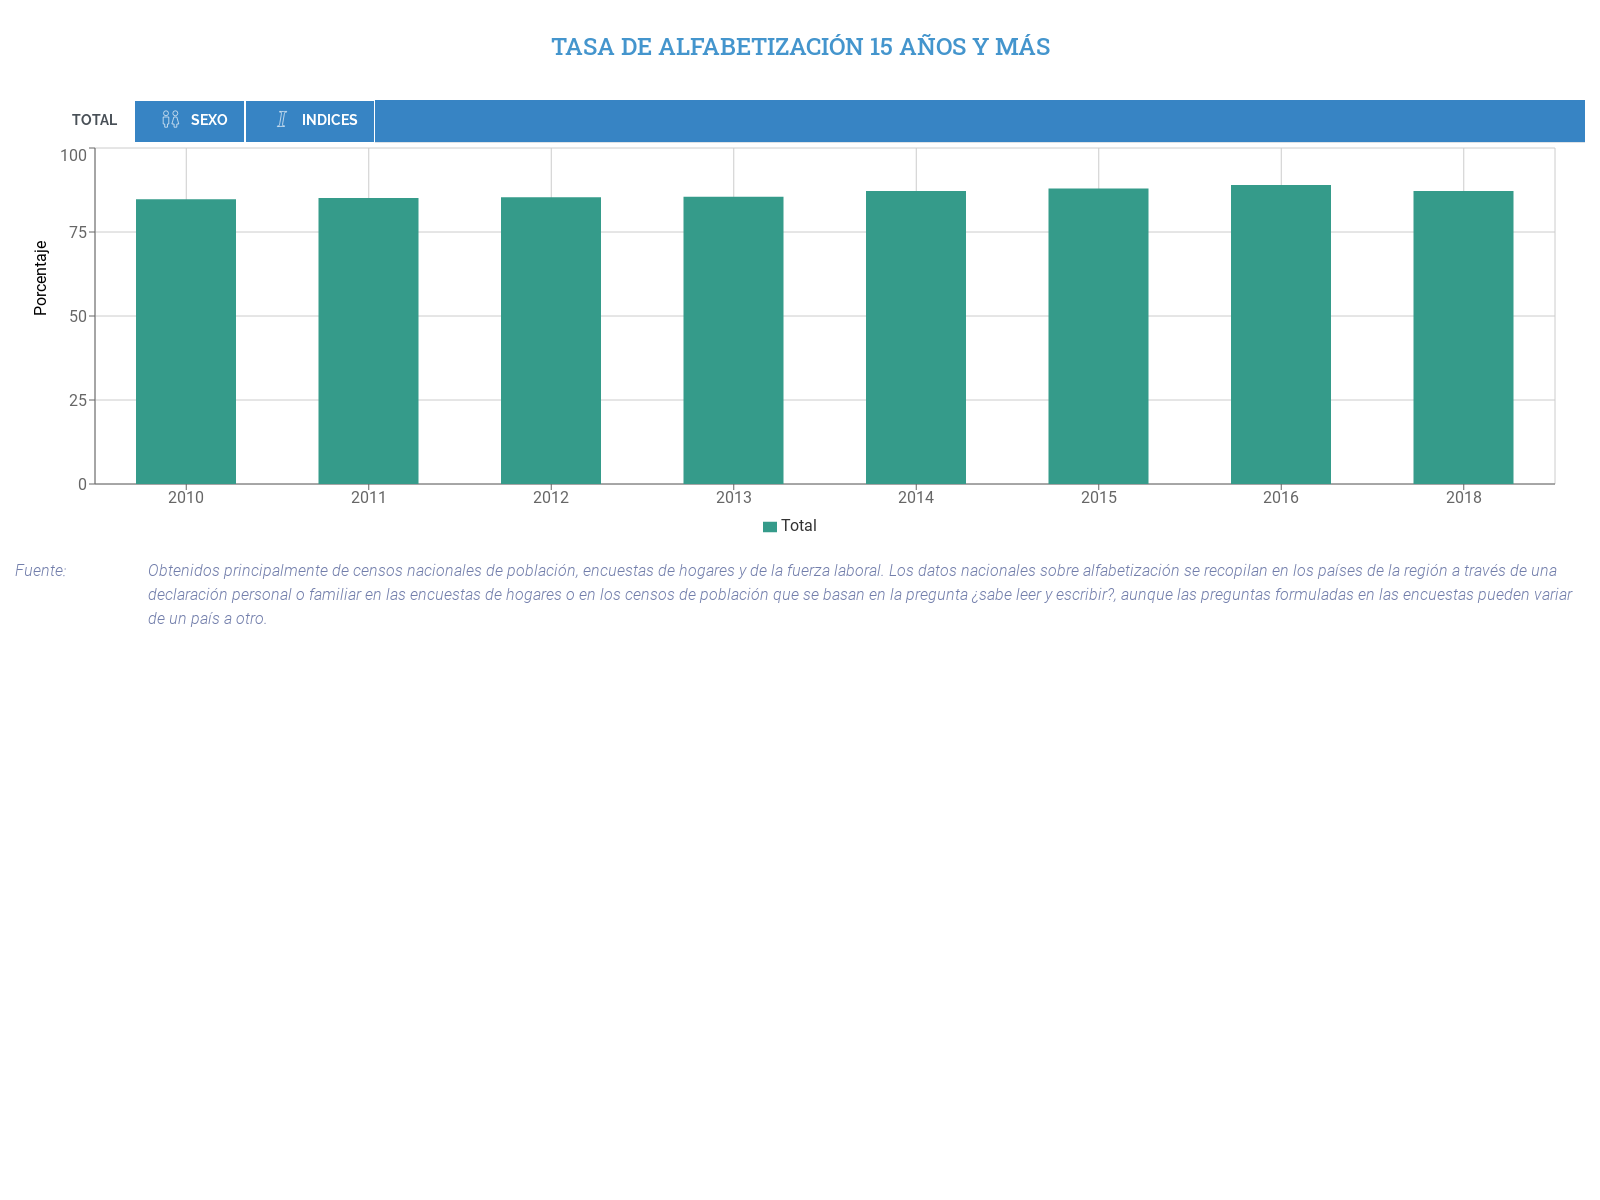 TASA DE ALFABETIZACIÓN 15 AÑOS Y MÁS
TOTAL SEXO INDICES
100
75
50
25
0
Porcentaje
2010 2011 2012 2013 2014 2015 2016 2018
Total
Fuente: Obtenidos principalmente de censos nacionales de población, encuestas de hogares y de la fuerza laboral. Los datos nacionales sobre alfabetización se recopilan en los países de la región a través de una
declaración personal o familiar en las encuestas de hogares o en los censos de población que se basan en la pregunta ¿sabe leer y escribir?, aunque las preguntas formuladas en las encuestas pueden variar
de un país a otro.